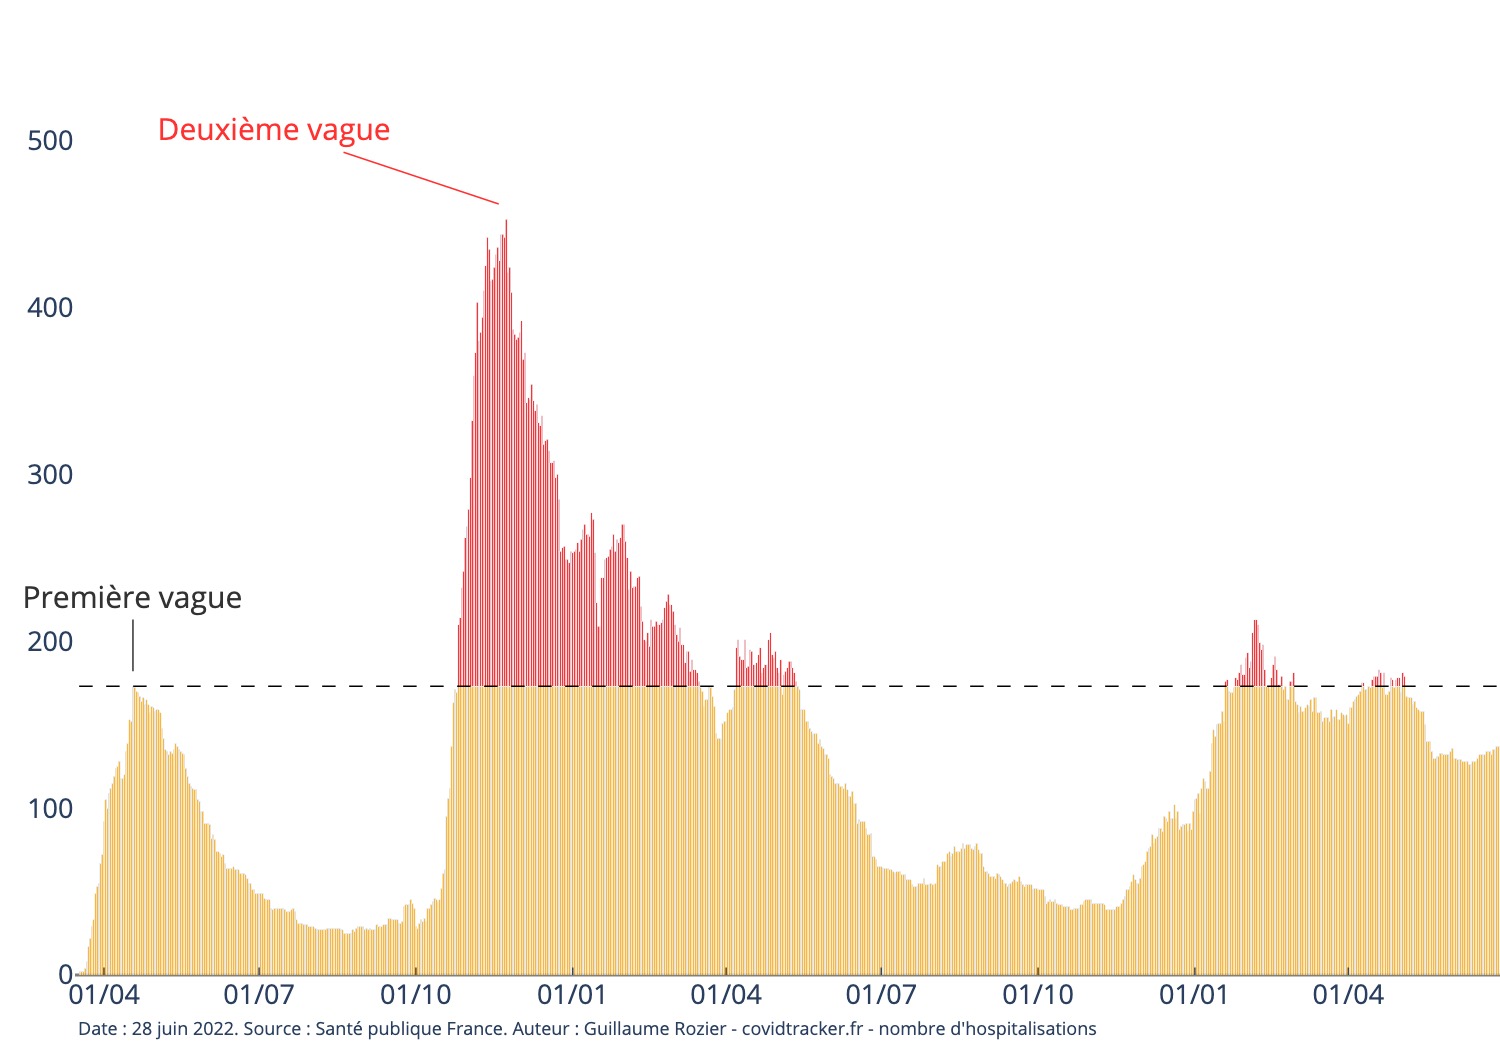 500
Deuxième vague
400
300
Première vague
200
100
0
01/04 01/07 01/10 01/01 01/04 01/07 01/10 01/01 01/04
Date : 28 juin 2022. Source : Santé publique France. Auteur : Guillaume Rozier - covidtracker.fr - nombre d'hospitalisations